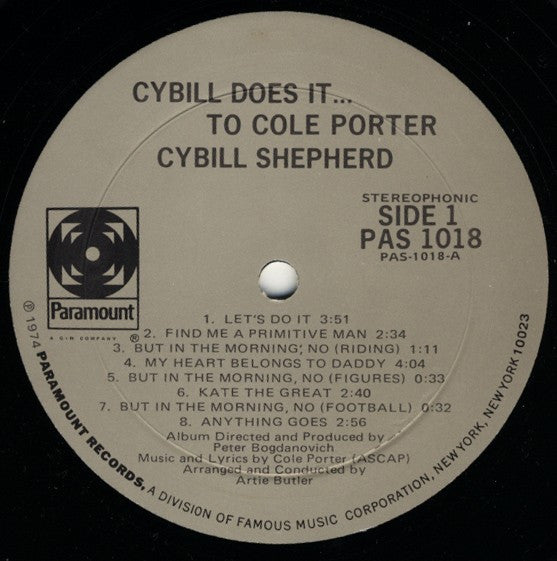 CYBILL DOES IT...
TO COLE PORTER
CYBILL SHEPHERD
STEREOPHONIC
SIDE 1
PAS 1018
PAS-1018-A
Paramount
A G+W COMPANY ®
1. LET'S DO IT 3:51
2. FIND ME A PRIMITIVE MAN 2:34
3. BUT IN THE MORNING, NO (RIDING) 1:11
4. MY HEART BELONGS TO DADDY 4:04
5. BUT IN THE MORNING, NO (FIGURES) 0:33
6. KATE THE GREAT 2:40
7. BUT IN THE MORNING, NO (FOOTBALL) 0:32
8. ANYTHING GOES 2:56
Album Directed and Produced by
Peter Bogdanovich
Music and Lyrics by Cole Porter (ASCAP)
Arranged and Conducted by
Artie Butler
℗ 1974 PARAMOUNT RECORDS, A DIVISION OF FAMOUS MUSIC CORPORATION, NEW YORK, NEW YORK 10023